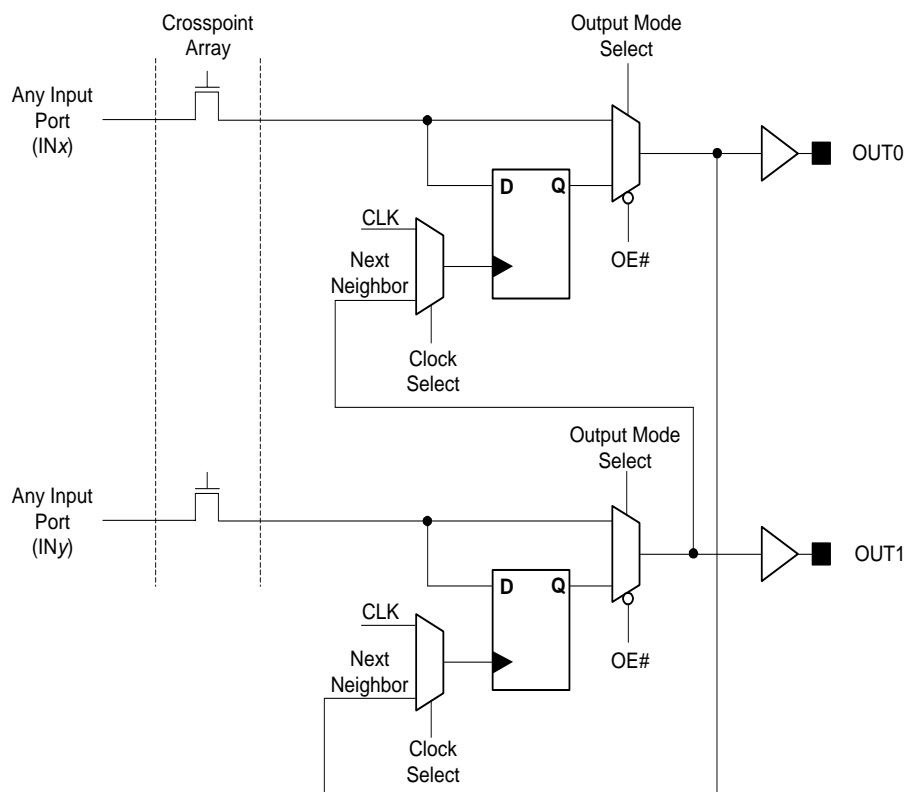 Crosspoint
Array
Output Mode
Select
Any Input
Port
(INx)
OUT0
D
Q
CLK
Next
Neighbor
OE#
Clock
Select
Output Mode
Select
Any Input
Port
(INy)
OUT1
D
Q
CLK
Next
Neighbor
OE#
Clock
Select